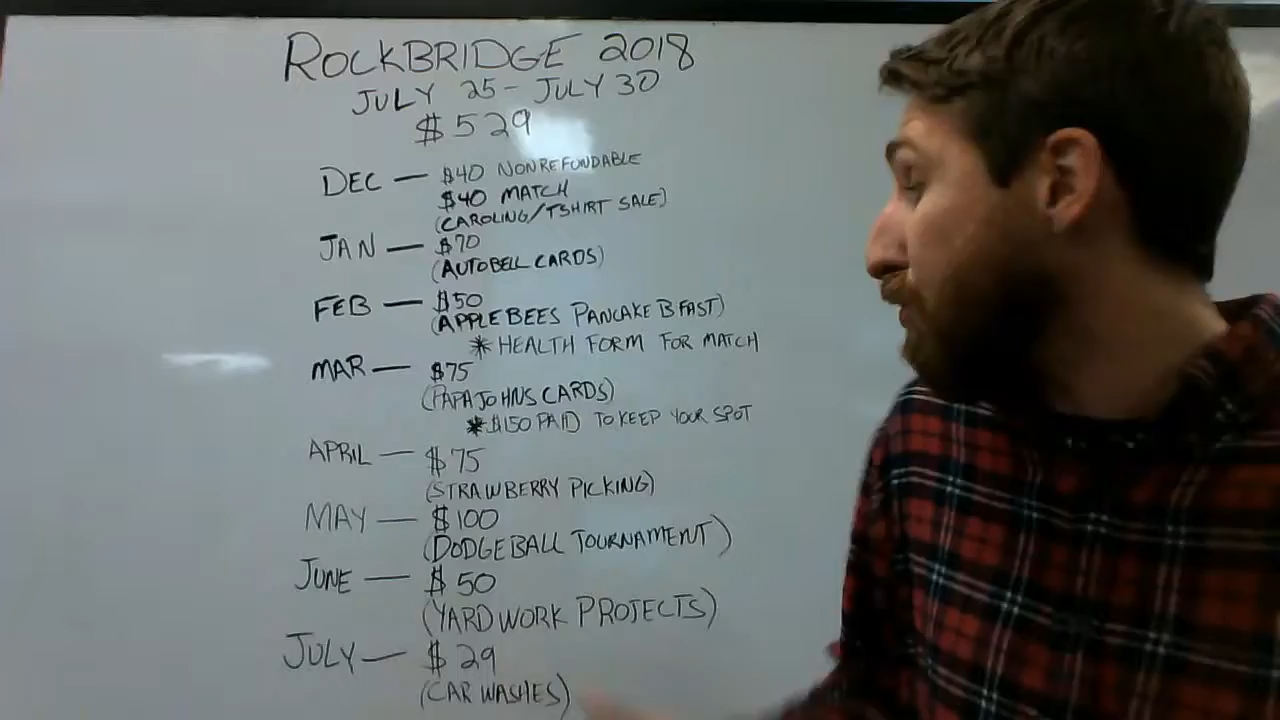 ROCKBRIDGE 2018
JULY 25 - JULY 30
$529
DEC — $40 NONREFUNDABLE
$40 MATCH
(CAROLING/TSHIRT SALE)
JAN — $70
(AUTOBELL CARDS)
FEB — $50
(APPLEBEES PANCAKE BFAST)
* HEALTH FORM FOR MATCH
MAR — $75
(PAPA JOHNS CARDS)
*$150 PAID TO KEEP YOUR SPOT
APRIL — $75
(STRAWBERRY PICKING)
MAY — $100
(DODGEBALL TOURNAMENT)
JUNE — $50
(YARDWORK PROJECTS)
JULY — $29
(CAR WASHES)